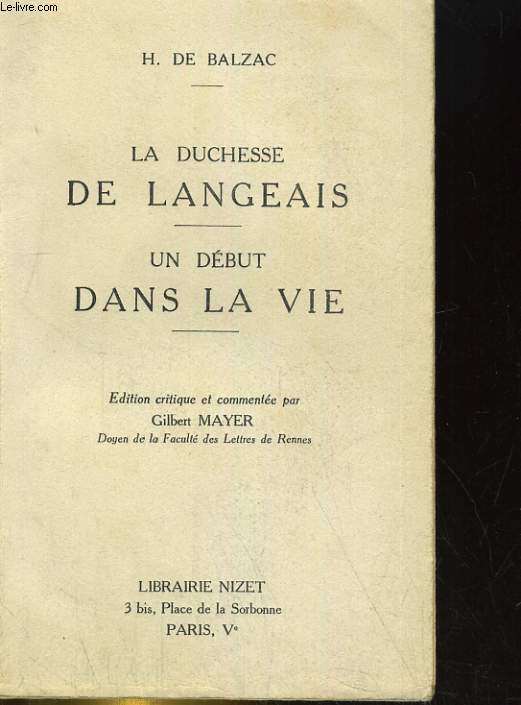 Le-livre.com
H. DE BALZAC
LA DUCHESSE
DE LANGEAIS
UN DÉBUT
DANS LA VIE
Edition critique et commentée par
Gilbert MAYER
Doyen de la Faculté des Lettres de Rennes
LIBRAIRIE NIZET
3 bis, Place de la Sorbonne
PARIS, Vᵉ